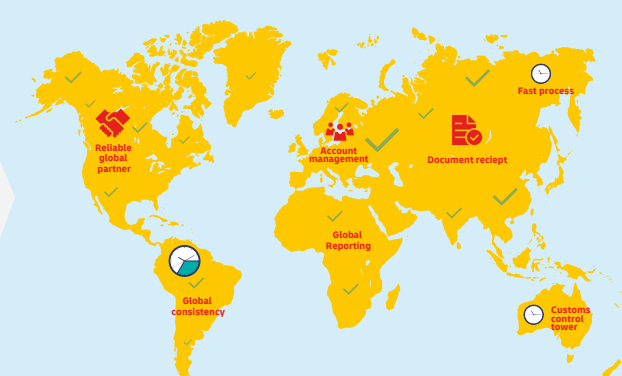 Fast process
Reliable
global
partner
Account
management
Document reciept
Global
Reporting
Global
consistency
Customs
control
tower